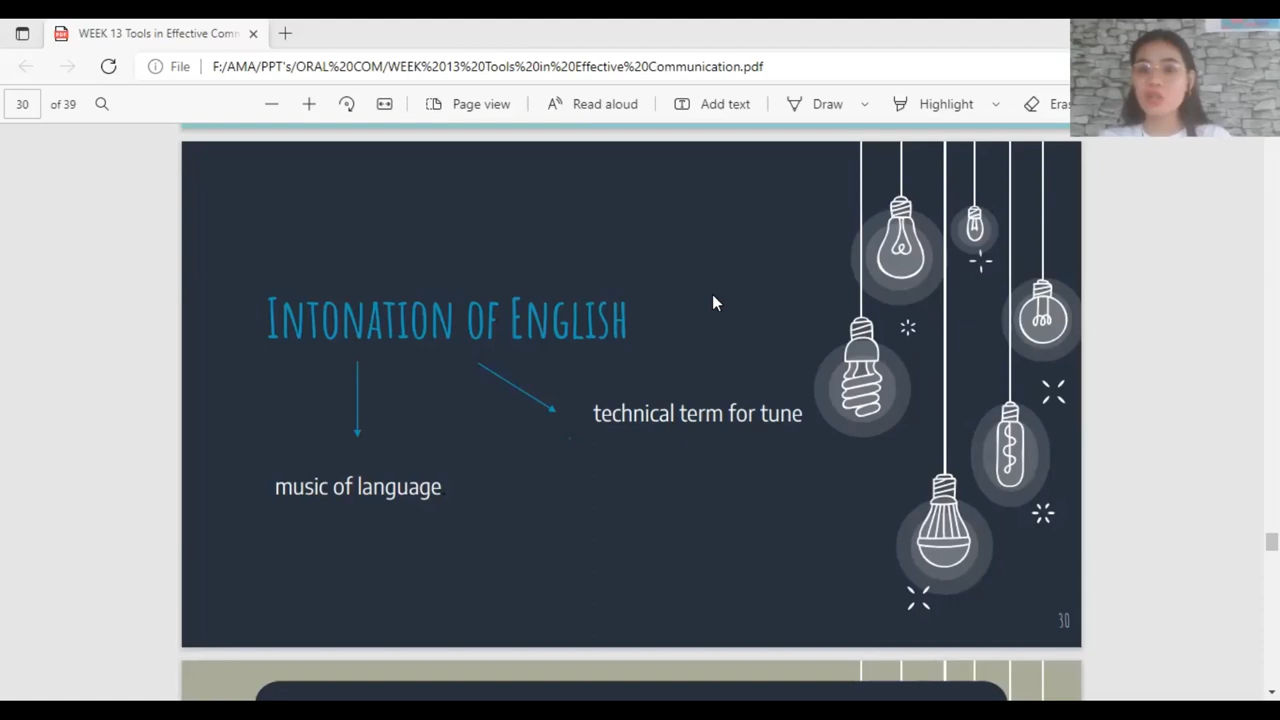 WEEK 13 Tools in Effective Comm
File
F:/AMA/PPT's/ORAL%20COM/WEEK%2013%20Tools%20in%20Effective%20Communication.pdf
30 of 39
Page view
Read aloud
Add text
Draw
Highlight
Eras
INTONATION OF ENGLISH
technical term for tune
music of language
30